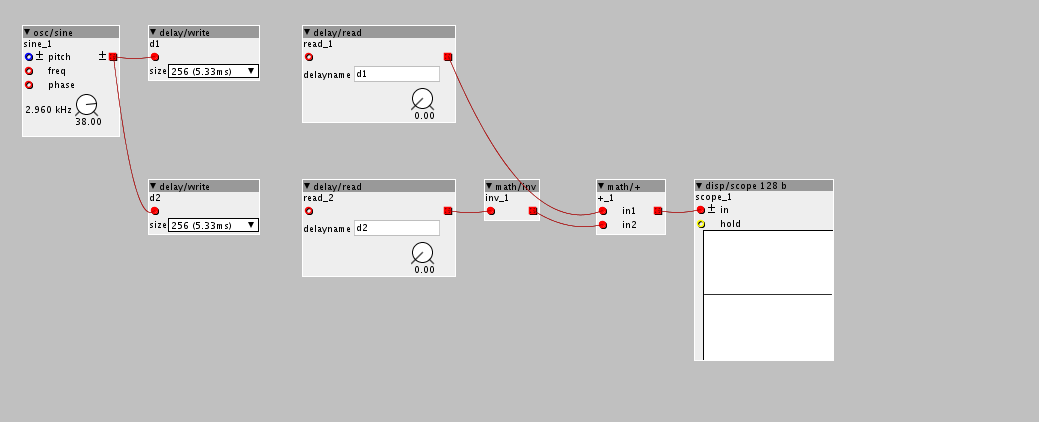 osc/sine
sine_1
± pitch ±
freq
phase
2.960 kHz
38.00
delay/write
d1
size 256 (5.33ms)
delay/read
read_1
delayname d1
0.00
delay/write
d2
size 256 (5.33ms)
delay/read
read_2
delayname d2
0.00
math/inv
inv_1
math/+
+_1
in1
in2
disp/scope 128 b
scope_1
± in
hold